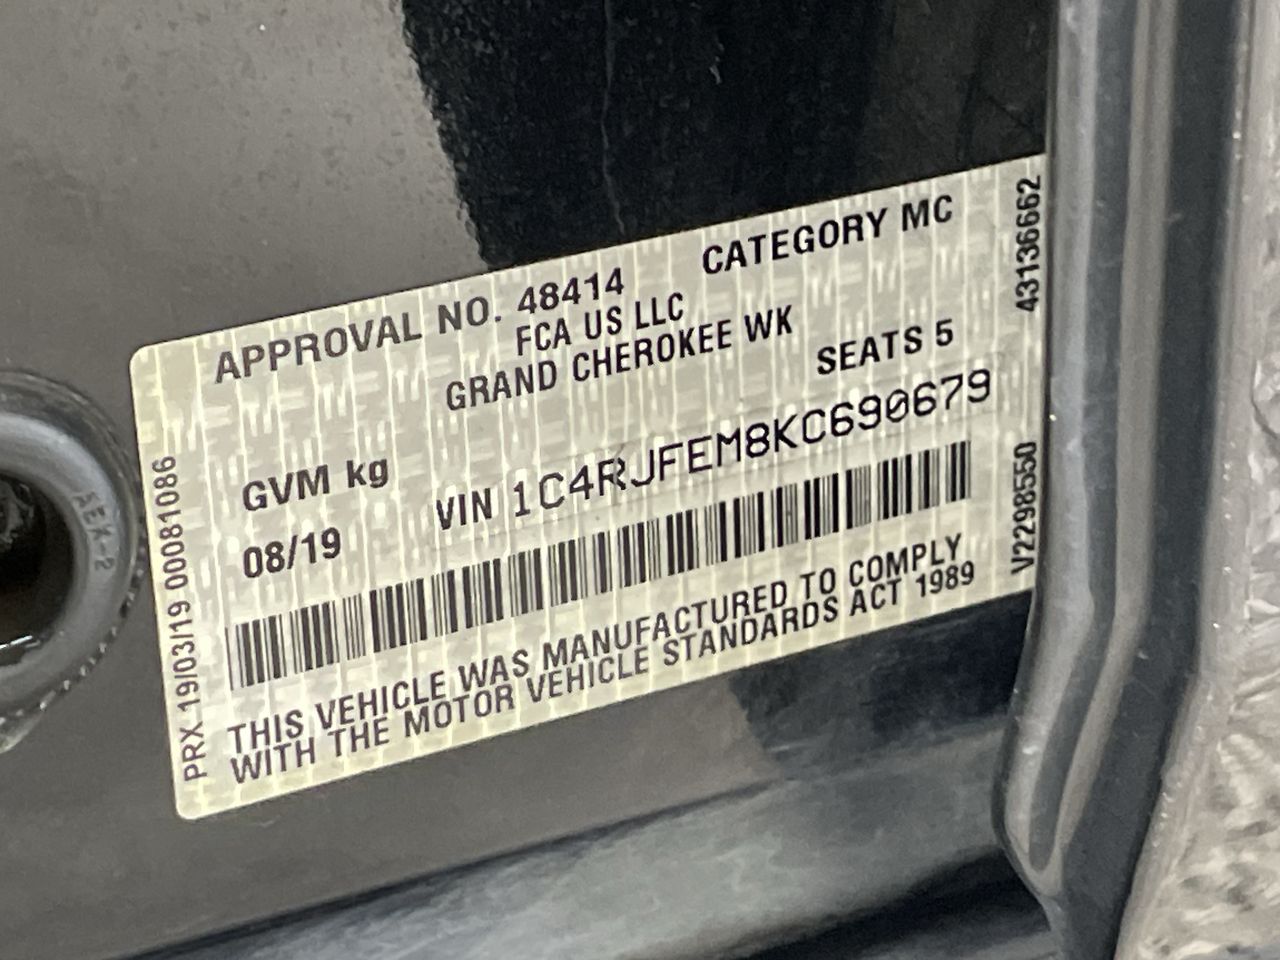 APPROVAL NO. 48414
CATEGORY MC
FCA US LLC
GRAND CHEROKEE WK
SEATS 5
GVM kg
VIN 1C4RJFEM8KC690679
08/19
THIS VEHICLE WAS MANUFACTURED TO COMPLY
WITH THE MOTOR VEHICLE STANDARDS ACT 1989
PRX 19/03/19 00081086
43136662
V2298550
AEK-2